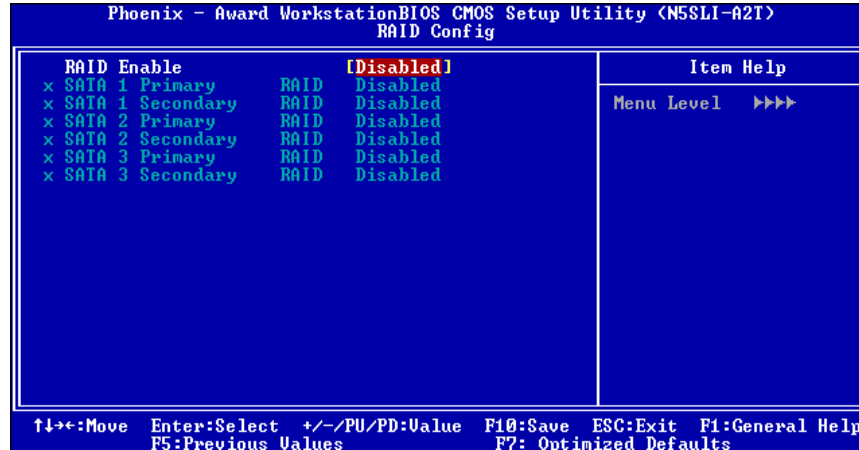 Phoenix - Award WorkstationBIOS CMOS Setup Utility (N5SLI-A2T)
RAID Config
RAID Enable [Disabled]
x SATA 1 Primary RAID Disabled
x SATA 1 Secondary RAID Disabled
x SATA 2 Primary RAID Disabled
x SATA 2 Secondary RAID Disabled
x SATA 3 Primary RAID Disabled
x SATA 3 Secondary RAID Disabled
Item Help
Menu Level ►►►►
↑↓→←:Move Enter:Select +/-/PU/PD:Value F10:Save ESC:Exit F1:General Help
F5:Previous Values F7: Optimized Defaults